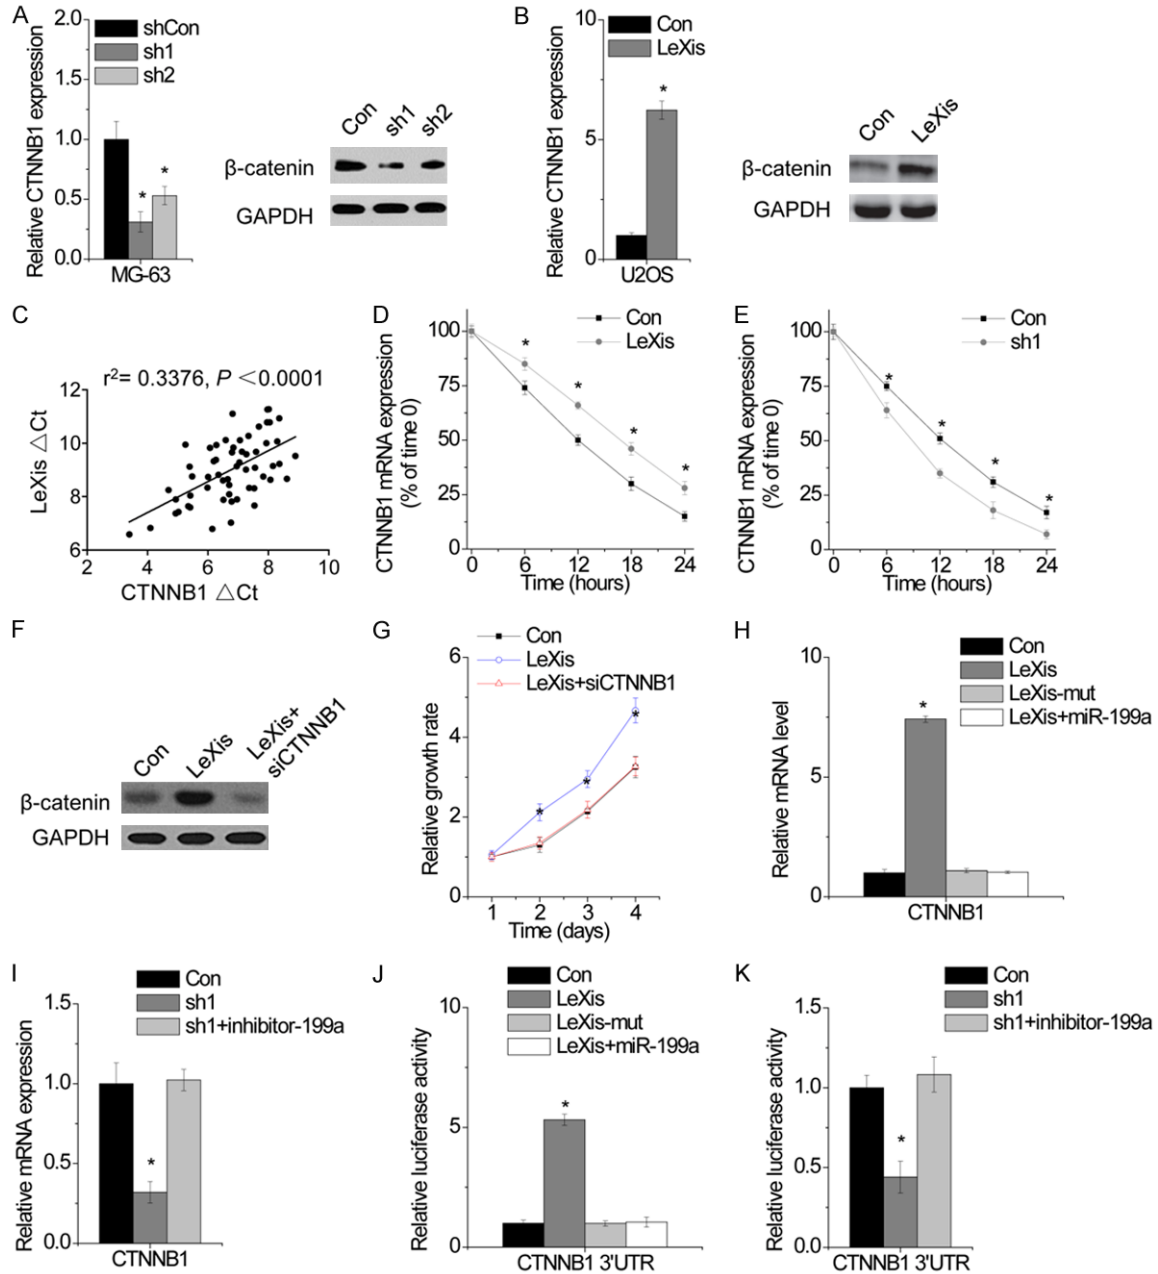 A
Relative CTNNB1 expression
2.0
1.5
1.0
0.5
0.0
shCon
sh1
sh2
*
*
MG-63
Con
sh1
sh2
β-catenin
GAPDH
B
Relative CTNNB1 expression
10
5
0
Con
LeXis
*
U2OS
Con
LeXis
β-catenin
GAPDH
C
r²= 0.3376, P <0.0001
LeXis △Ct
12
10
8
6
2 4 6 8 10
CTNNB1 △Ct
D
CTNNB1 mRNA expression
(% of time 0)
100
75
50
25
0
Con
LeXis
*
*
*
*
0 6 12 18 24
Time (hours)
E
CTNNB1 mRNA expression
(% of time 0)
100
75
50
25
0
Con
sh1
*
*
*
*
0 6 12 18 24
Time (hours)
F
Con
LeXis
LeXis+
siCTNNB1
β-catenin
GAPDH
G
Con
LeXis
LeXis+siCTNNB1
Relative growth rate
6
4
2
0
*
*
*
1 2 3 4
Time (days)
H
Con
LeXis
LeXis-mut
LeXis+miR-199a
Relative mRNA level
10
5
0
*
CTNNB1
I
Con
sh1
sh1+inhibitor-199a
Relative mRNA expression
1.5
1.0
0.5
0.0
*
CTNNB1
J
Con
LeXis
LeXis-mut
LeXis+miR-199a
Relative luciferase activity
10
5
0
*
CTNNB1 3'UTR
K
Con
sh1
sh1+inhibitor-199a
Relative luciferase activity
1.5
1.0
0.5
0.0
*
CTNNB1 3'UTR